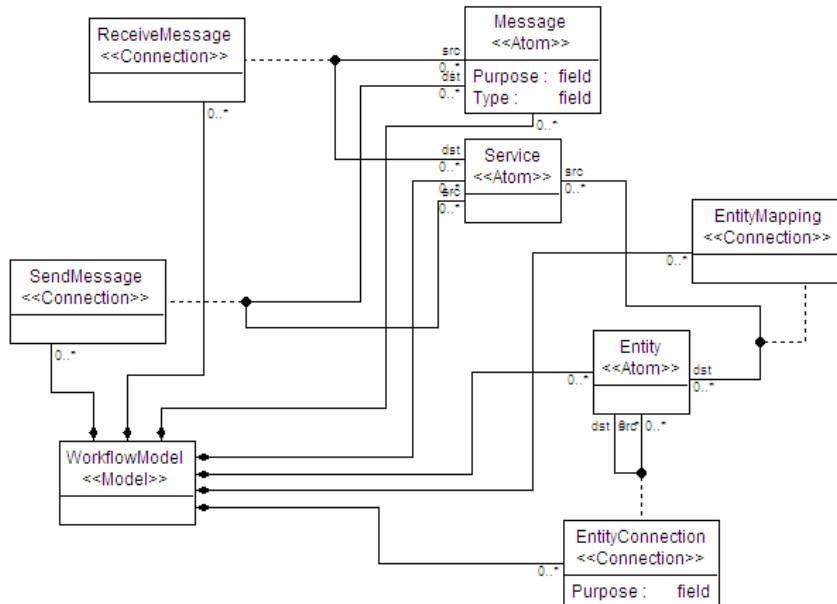 ReceiveMessage
<<Connection>>
0..*
Message
<<Atom>>
Purpose : field
Type : field
src
0..*
dst
0..*
0..*
Service
<<Atom>>
dst
0..*
0..*
src
0..*
src
0..*
EntityMapping
<<Connection>>
0..*
SendMessage
<<Connection>>
0..*
Entity
<<Atom>>
0..*
dst
0..*
dst
src
0..*
WorkflowModel
<<Model>>
EntityConnection
<<Connection>>
Purpose : field
0..*